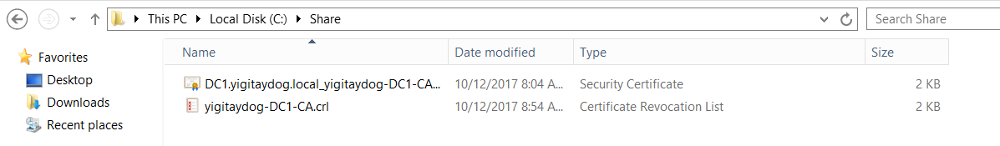 This PC Local Disk (C:) Share Search Share
Favorites Name Date modified Type Size
Desktop DC1.yigitaydog.local_yigitaydog-DC1-CA... 10/12/2017 8:04 A... Security Certificate 2 KB
Downloads yigitaydog-DC1-CA.crl 10/12/2017 8:54 A... Certificate Revocation List 2 KB
Recent places